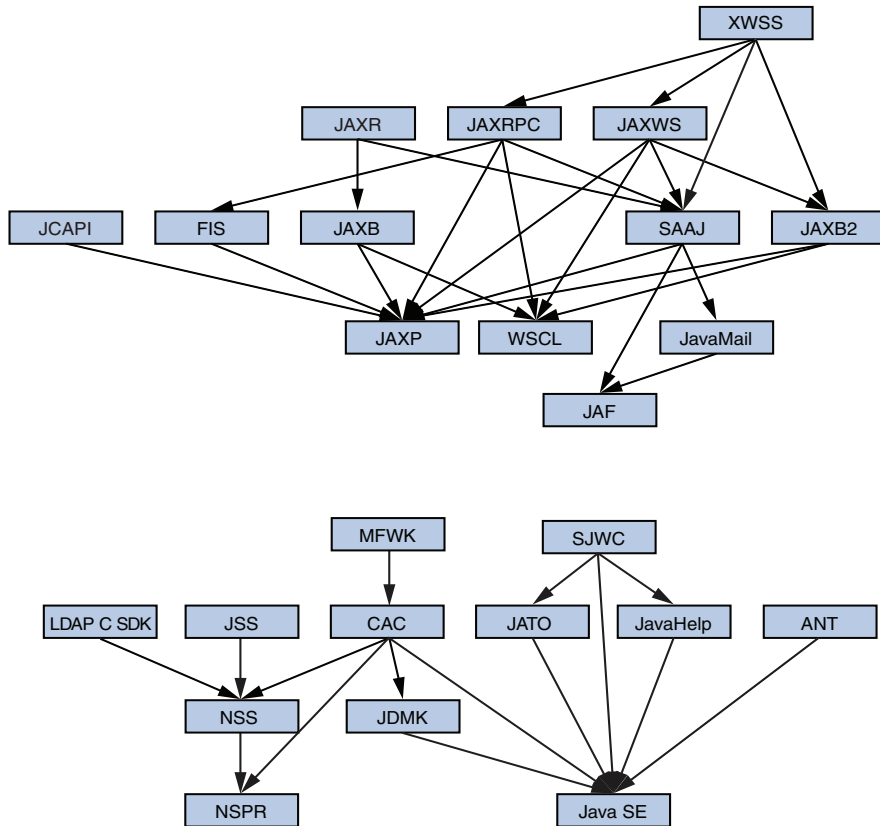 XWSS
JAXR
JAXRPC
JAXWS
JCAPI
FIS
JAXB
SAAJ
JAXB2
JAXP
WSCL
JavaMail
JAF
MFWK
SJWC
LDAP C SDK
JSS
CAC
JATO
JavaHelp
ANT
NSS
JDMK
NSPR
Java SE